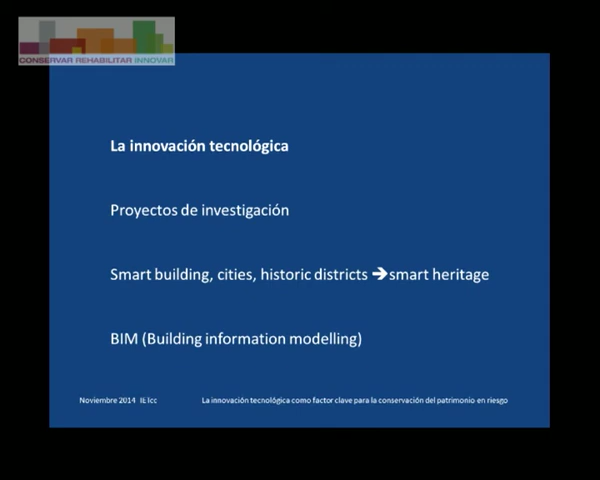 CONSERVAR REHABILITAR INNOVAR
La innovación tecnológica
Proyectos de investigación
Smart building, cities, historic districts ➔smart heritage
BIM (Building information modelling)
Noviembre 2014 IETcc La innovación tecnológica como factor clave para la conservación del patrimonio en riesgo